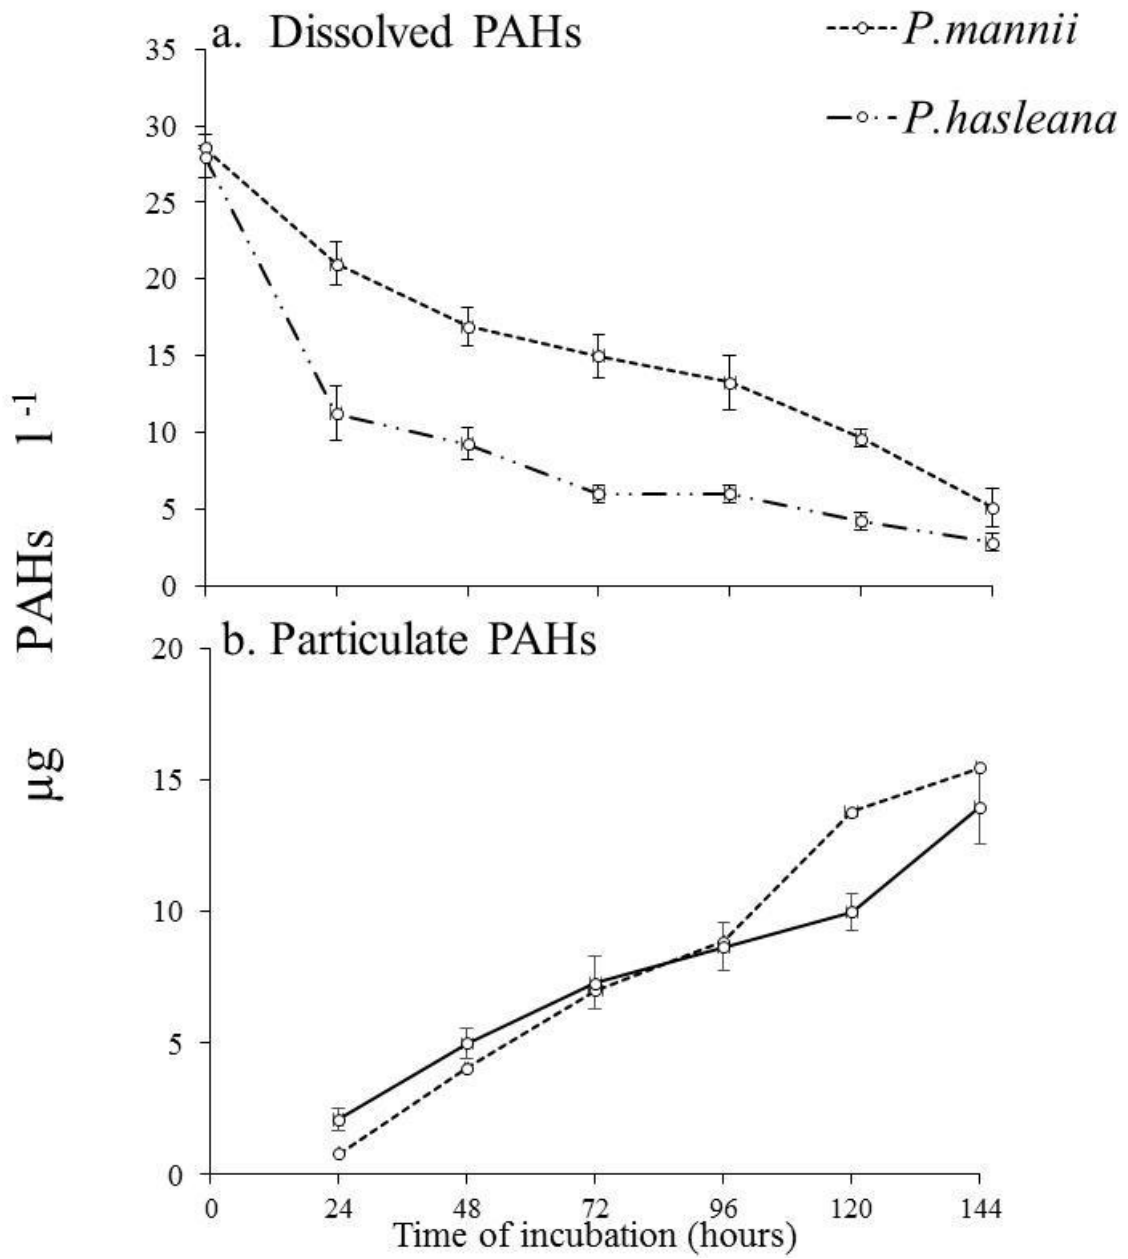 a. Dissolved PAHs
P.mannii
P.hasleana
35
30
25
20
15
10
5
0
µg PAHs l-1
b. Particulate PAHs
20
15
10
5
0
0 24 48 72 96 120 144
Time of incubation (hours)